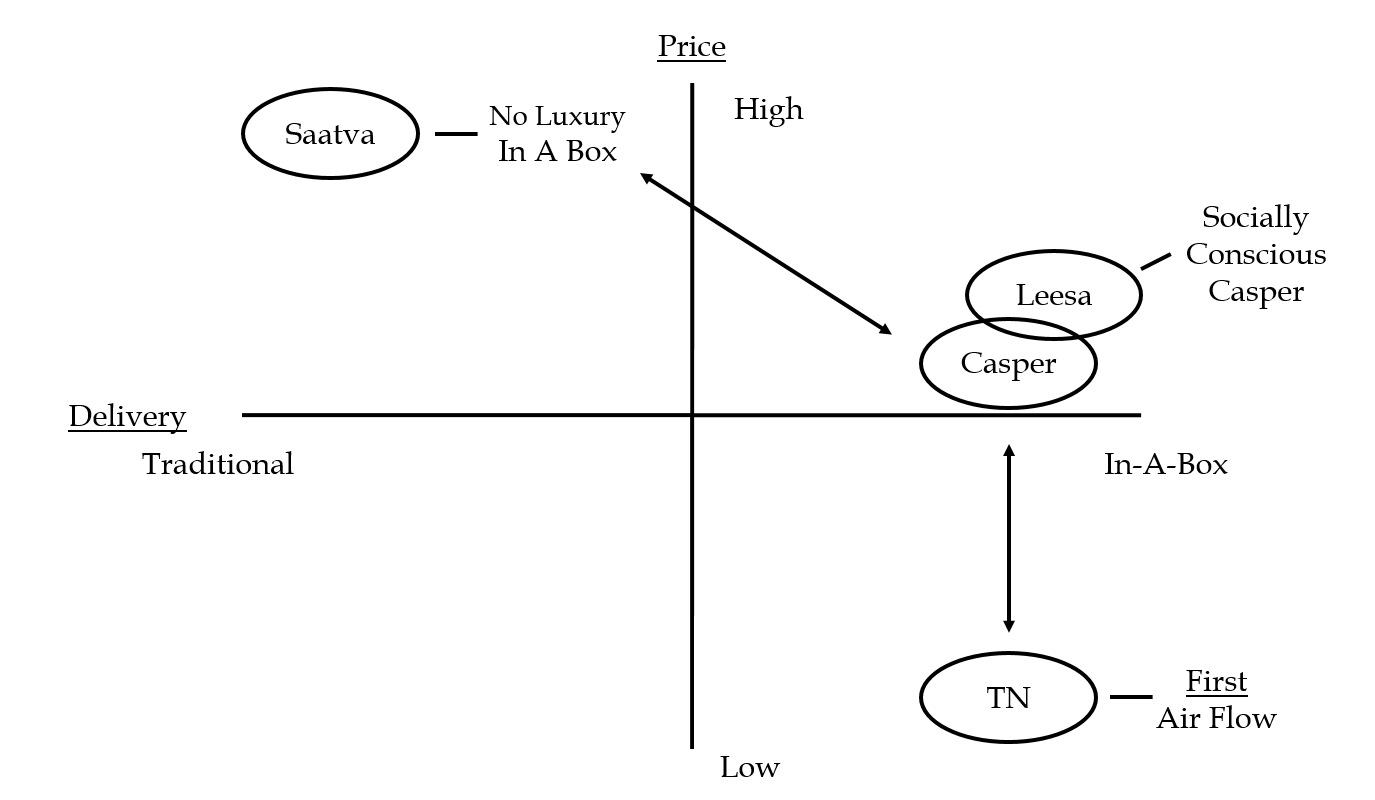 Price
High
Saatva
No Luxury
In A Box
Socially
Conscious
Casper
Leesa
Casper
Delivery
Traditional
In-A-Box
TN
First
Air Flow
Low